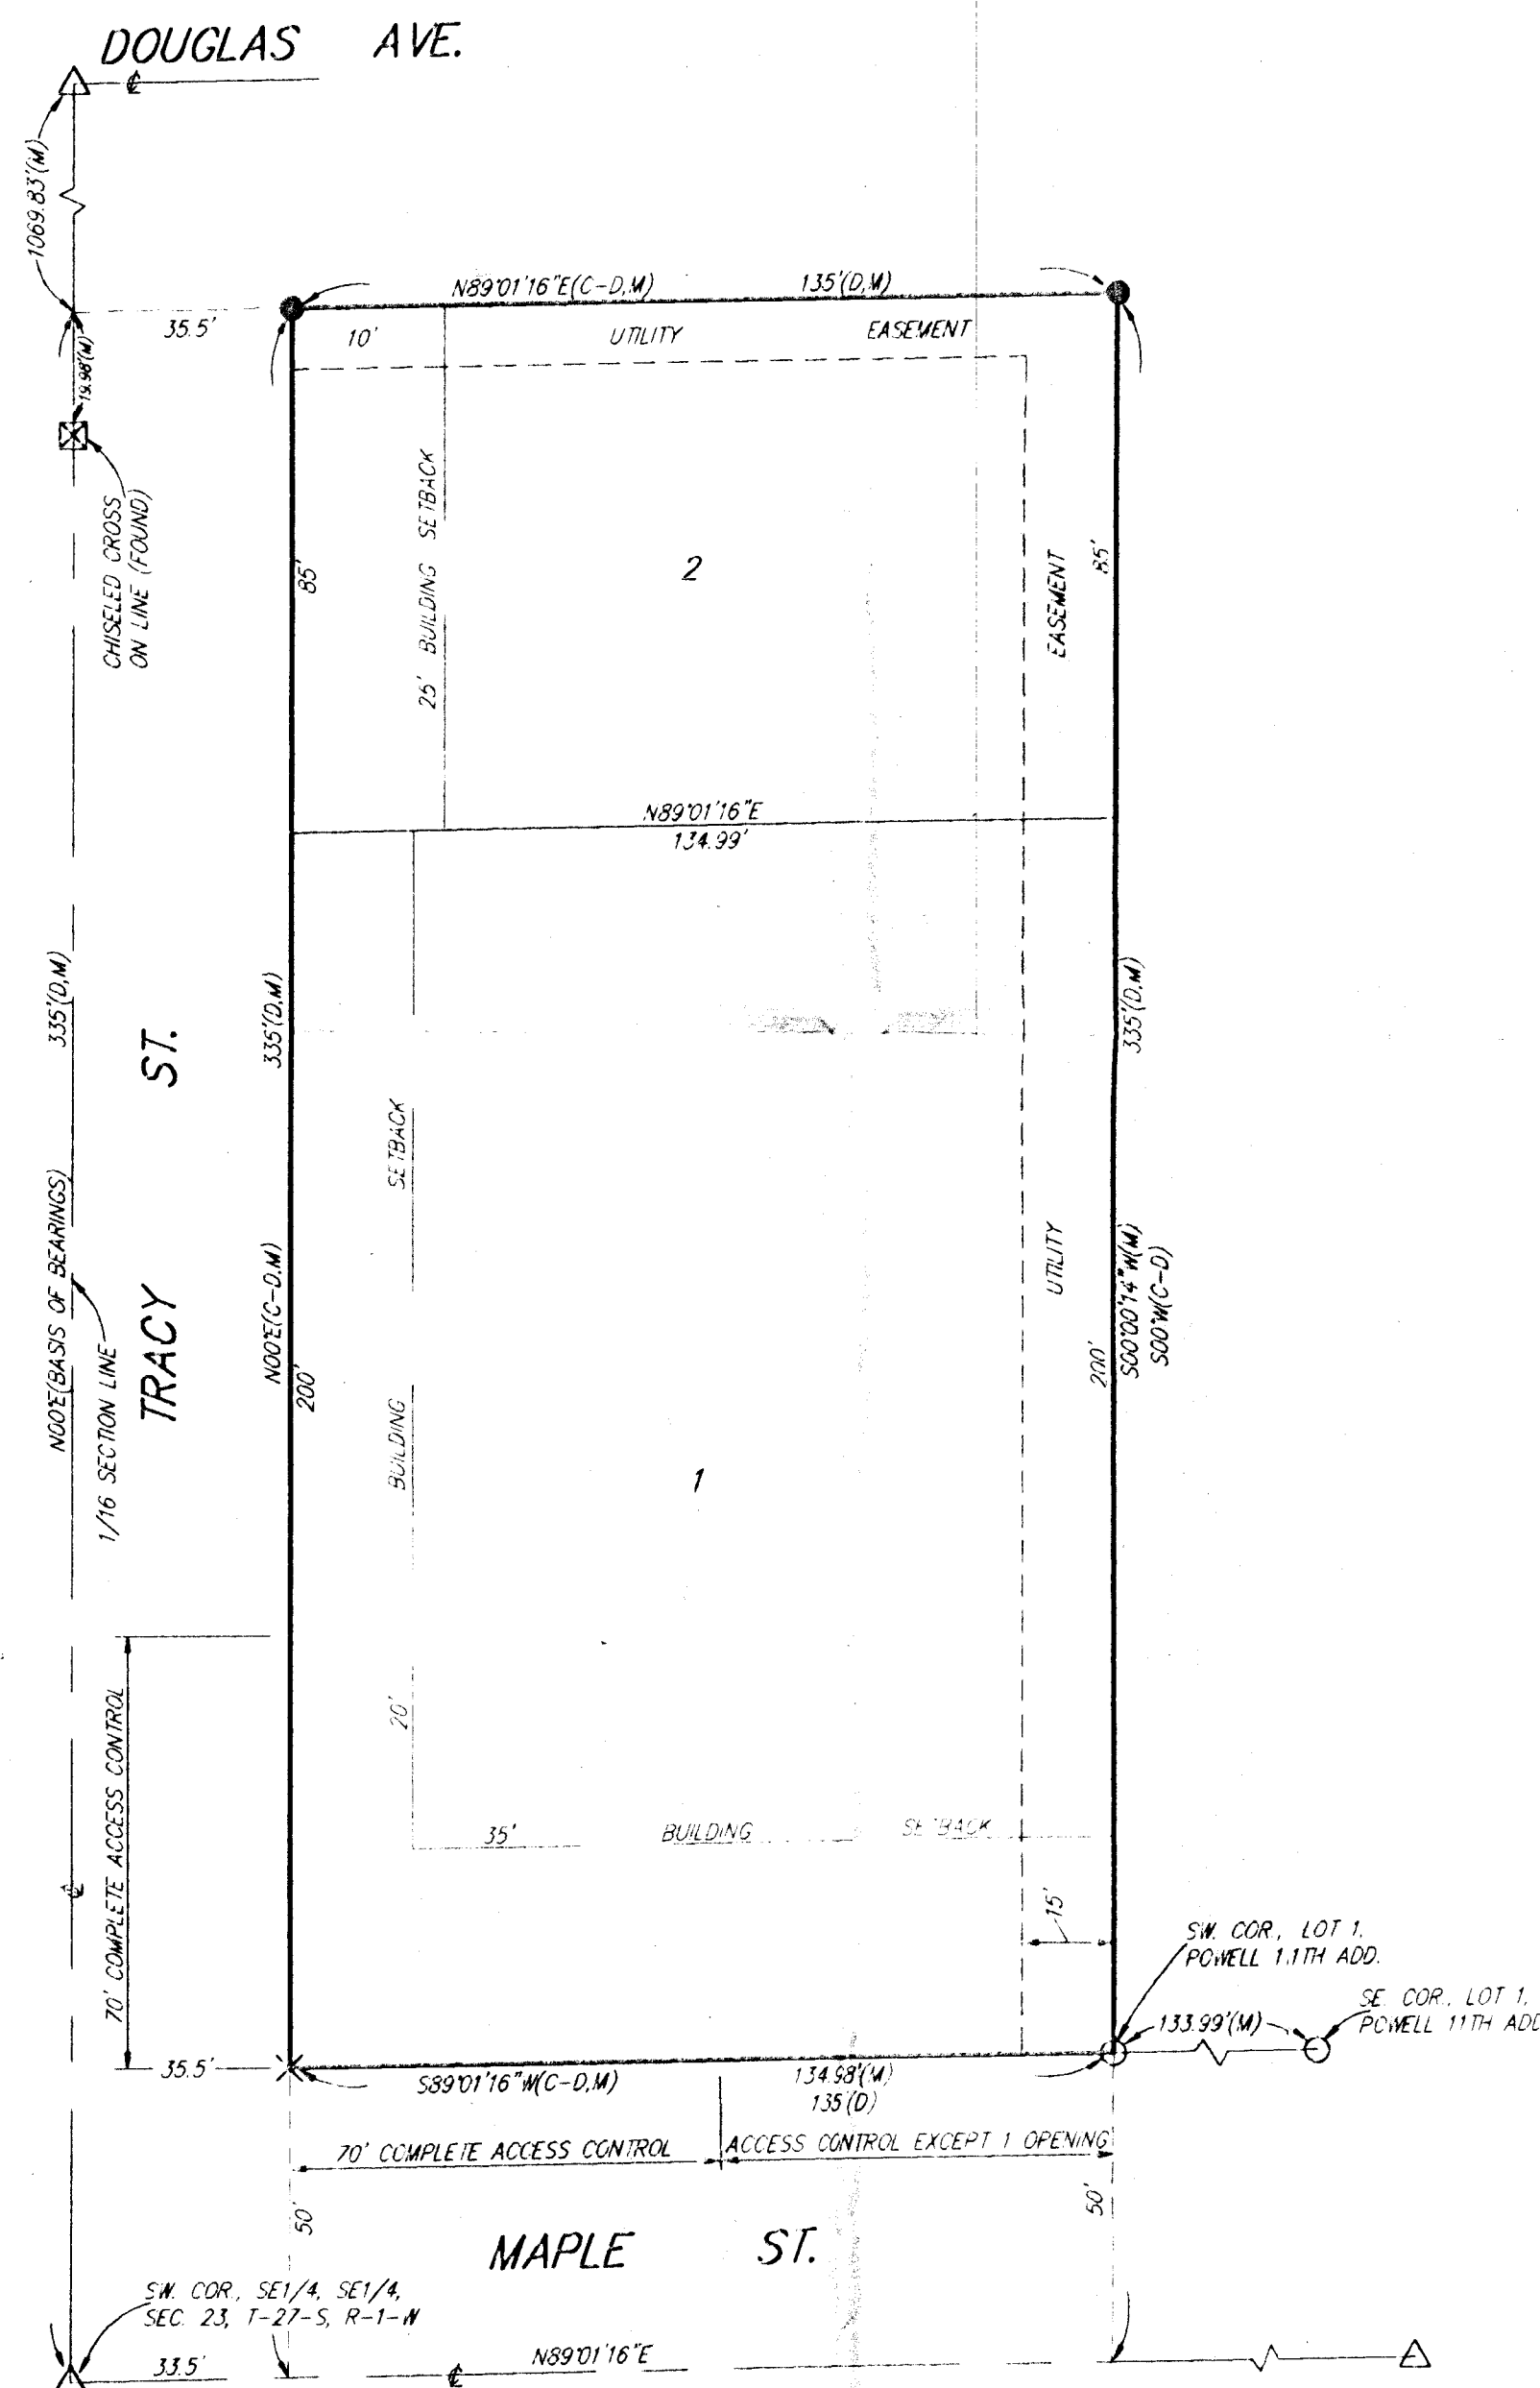 DOUGLAS AVE.
1069.83'(M)
N89°01'16"E(C-D,M) 135'(D,M)
35.5'
10' UTILITY EASEMENT
19.98'(M)
CHISELED CROSS
ON LINE (FOUND)
85'
25' BUILDING SETBACK
2
EASEMENT
85'
N89°01'16"E
134.99'
335'(D,M)
N00°E(BASIS OF BEARINGS)
1/16 SECTION LINE
TRACY ST.
335'(D,M)
N00°E(C-D,M)
200'
20' BUILDING SETBACK
1
UTILITY
335'(D,M)
S00°00'14"W(M)
S00°W(C-D)
200'
70' COMPLETE ACCESS CONTROL
35' BUILDING SETBACK
15'
SW. COR., LOT 1,
POWELL 11TH ADD.
SE. COR., LOT 1,
POWELL 11TH ADD
133.99'(M)
35.5'
S89°01'16"W(C-D,M) 134.98'(M)
135'(D)
70' COMPLETE ACCESS CONTROL
ACCESS CONTROL EXCEPT 1 OPENING
50'
50'
MAPLE ST.
SW. COR., SE1/4, SE1/4,
SEC. 23, T-27-S, R-1-W
33.5'
N89°01'16"E